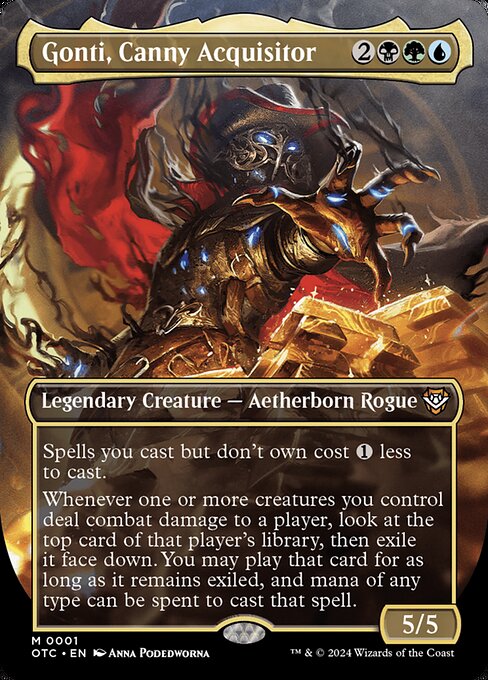 Gonti, Canny Acquisitor 2
Legendary Creature — Aetherborn Rogue
Spells you cast but don't own cost 1 less
to cast.
Whenever one or more creatures you control
deal combat damage to a player, look at the
top card of that player's library, then exile
it face down. You may play that card for as
long as it remains exiled, and mana of any
type can be spent to cast that spell.
5/5
M 0001
OTC • EN Anna Podedworna
™ & © 2024 Wizards of the Coast